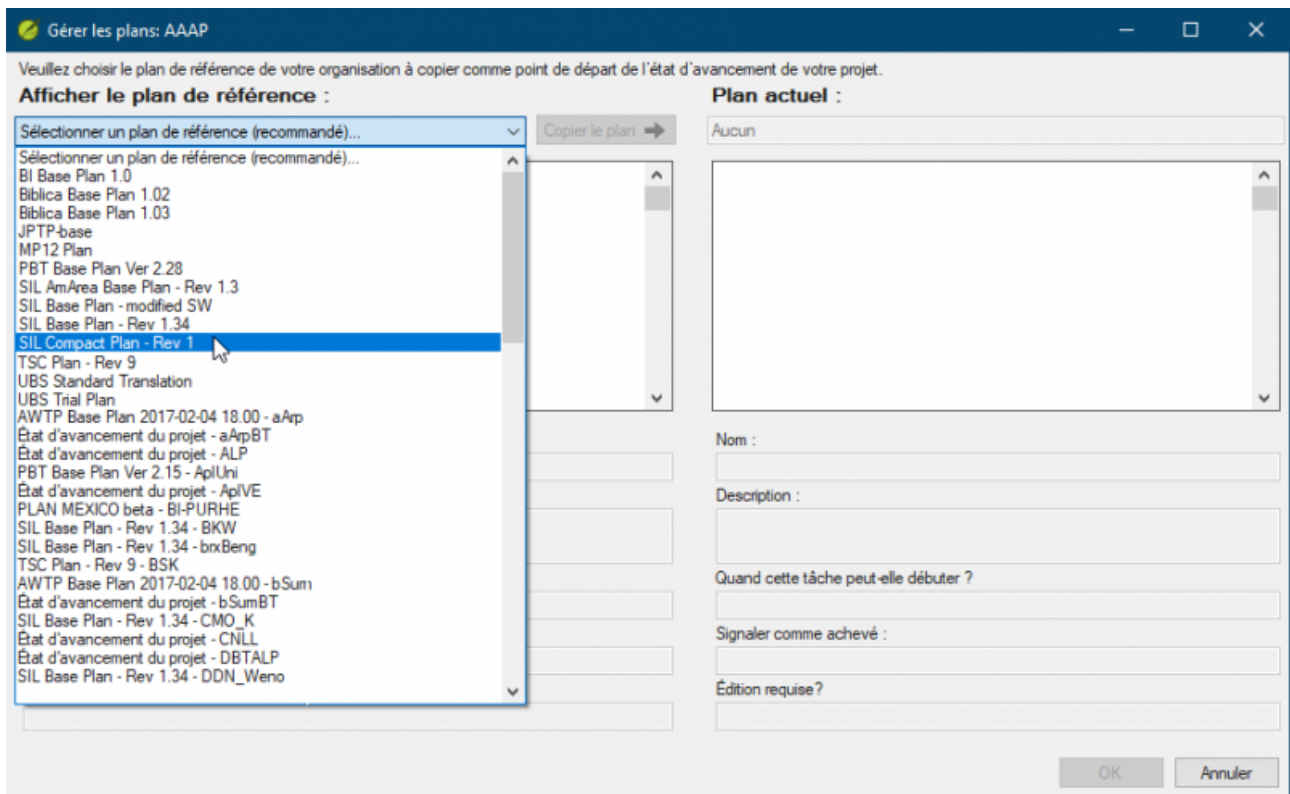 Gérer les plans: AAAP
Veuillez choisir le plan de référence de votre organisation à copier comme point de départ de l'état d'avancement de votre projet.
Afficher le plan de référence :
Plan actuel :
Sélectionner un plan de référence (recommandé)...
Copier le plan
Aucun
Sélectionner un plan de référence (recommandé)...
BI Base Plan 1.0
Biblica Base Plan 1.02
Biblica Base Plan 1.03
JPTP-base
MP12 Plan
PBT Base Plan Ver 2.28
SIL AmArea Base Plan - Rev 1.3
SIL Base Plan - modified SW
SIL Base Plan - Rev 1.34
SIL Compact Plan - Rev 1
TSC Plan - Rev 9
UBS Standard Translation
UBS Trial Plan
AWTP Base Plan 2017-02-04 18.00 - aArp
État d'avancement du projet - aArpBT
État d'avancement du projet - ALP
PBT Base Plan Ver 2.15 - AplUni
État d'avancement du projet - AplVE
PLAN MEXICO beta - BI-PURHE
SIL Base Plan - Rev 1.34 - BKW
SIL Base Plan - Rev 1.34 - brxBeng
TSC Plan - Rev 9 - BSK
AWTP Base Plan 2017-02-04 18.00 - bSum
État d'avancement du projet - bSumBT
SIL Base Plan - Rev 1.34 - CMO_K
État d'avancement du projet - CNLL
État d'avancement du projet - DBTALP
SIL Base Plan - Rev 1.34 - DDN_Weno
Nom :
Description :
Quand cette tâche peut-elle débuter ?
Signaler comme achevé :
Édition requise?
OK
Annuler